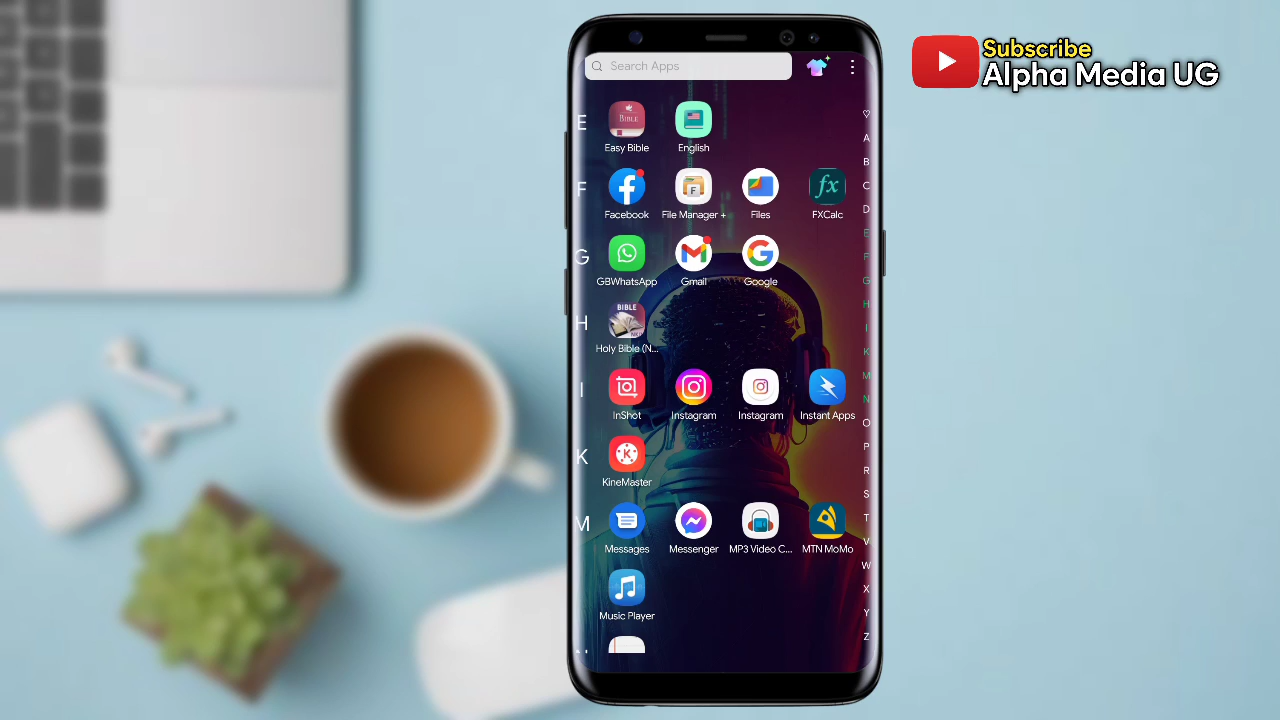 Subscribe
Alpha Media UG
Search Apps
E
Easy Bible
English
F
Facebook
File Manager +
Files
FXCalc
G
GBWhatsApp
Gmail
Google
H
BIBLE
Holy Bible (N...
I
InShot
Instagram
Instagram
Instant Apps
K
KineMaster
M
Messages
Messenger
MP3 Video C...
MTN MoMo
Music Player
A
B
C
D
E
F
G
H
I
K
M
N
O
P
R
S
T
V
W
X
Y
Z